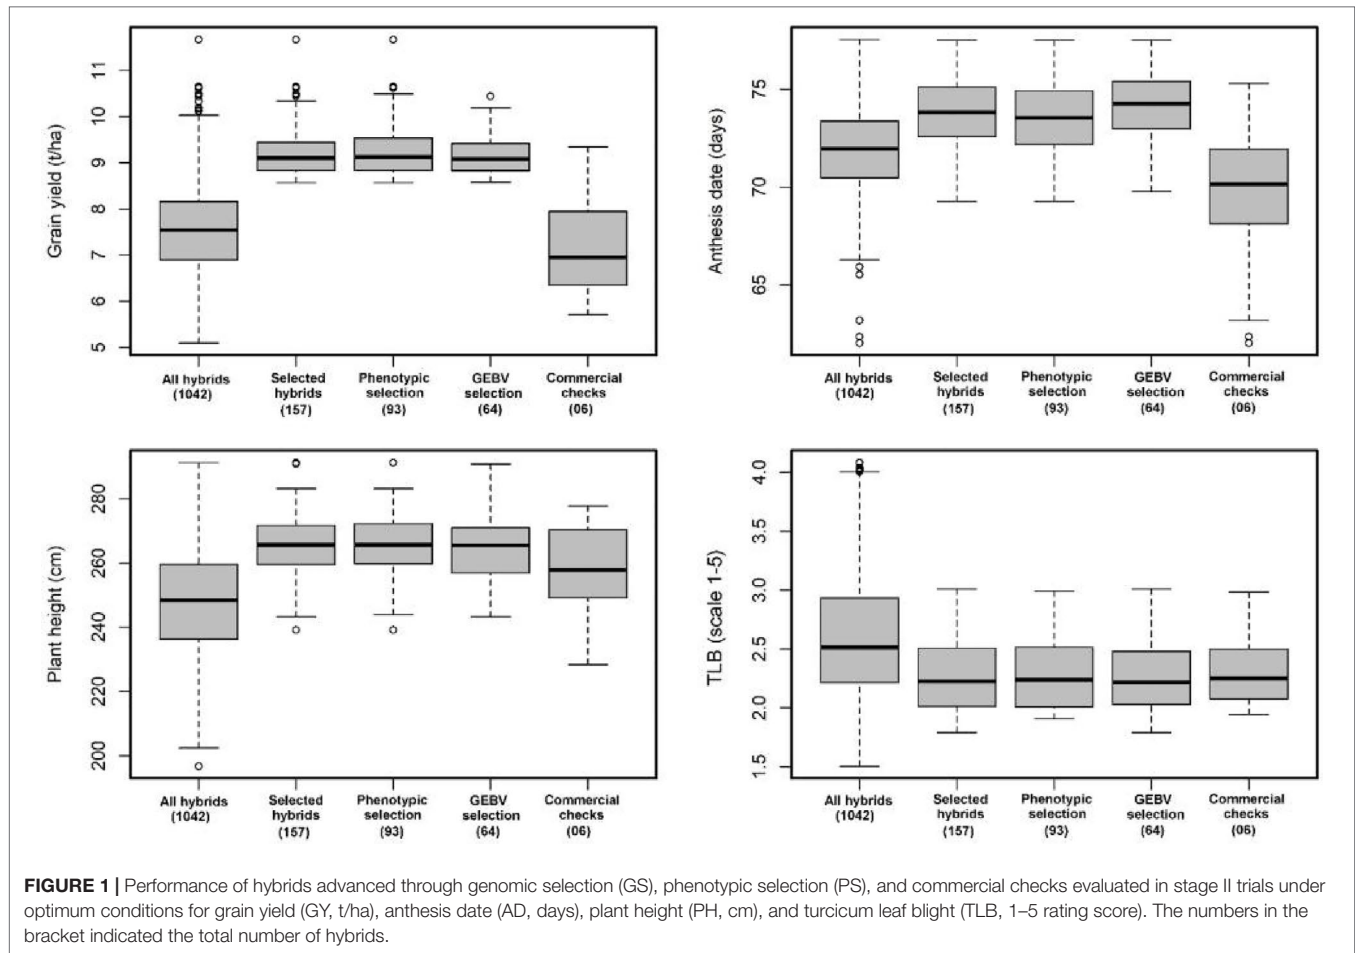 Grain yield (t/ha)
11
10
9
8
7
6
5
All hybrids Selected Phenotypic GEBV Commercial
(1042) hybrids selection selection checks
(157) (93) (64) (06)
Anthesis date (days)
75
70
65
All hybrids Selected Phenotypic GEBV Commercial
(1042) hybrids selection selection checks
(157) (93) (64) (06)
Plant height (cm)
280
260
240
220
200
All hybrids Selected Phenotypic GEBV Commercial
(1042) hybrids selection selection checks
(157) (93) (64) (06)
TLB (scale 1-5)
4.0
3.5
3.0
2.5
2.0
1.5
All hybrids Selected Phenotypic GEBV Commercial
(1042) hybrids selection selection checks
(157) (93) (64) (06)
FIGURE 1 | Performance of hybrids advanced through genomic selection (GS), phenotypic selection (PS), and commercial checks evaluated in stage II trials under
optimum conditions for grain yield (GY, t/ha), anthesis date (AD, days), plant height (PH, cm), and turcicum leaf blight (TLB, 1–5 rating score). The numbers in the
bracket indicated the total number of hybrids.